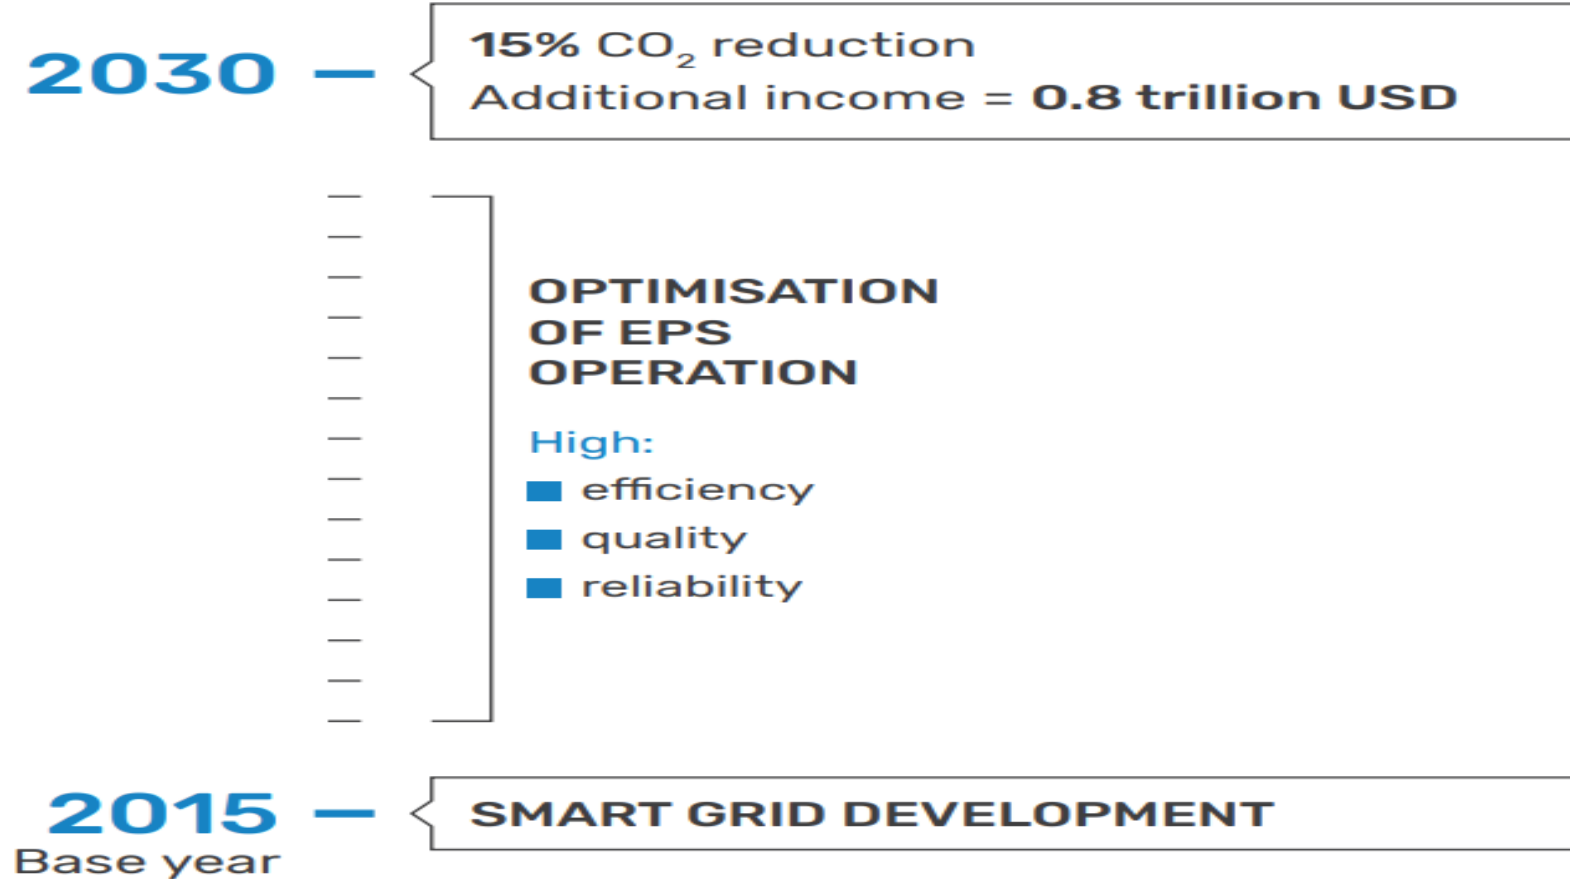 2030
15% CO₂ reduction
Additional income = 0.8 trillion USD
OPTIMISATION
OF EPS
OPERATION
High:
efficiency
quality
reliability
2015
Base year
SMART GRID DEVELOPMENT